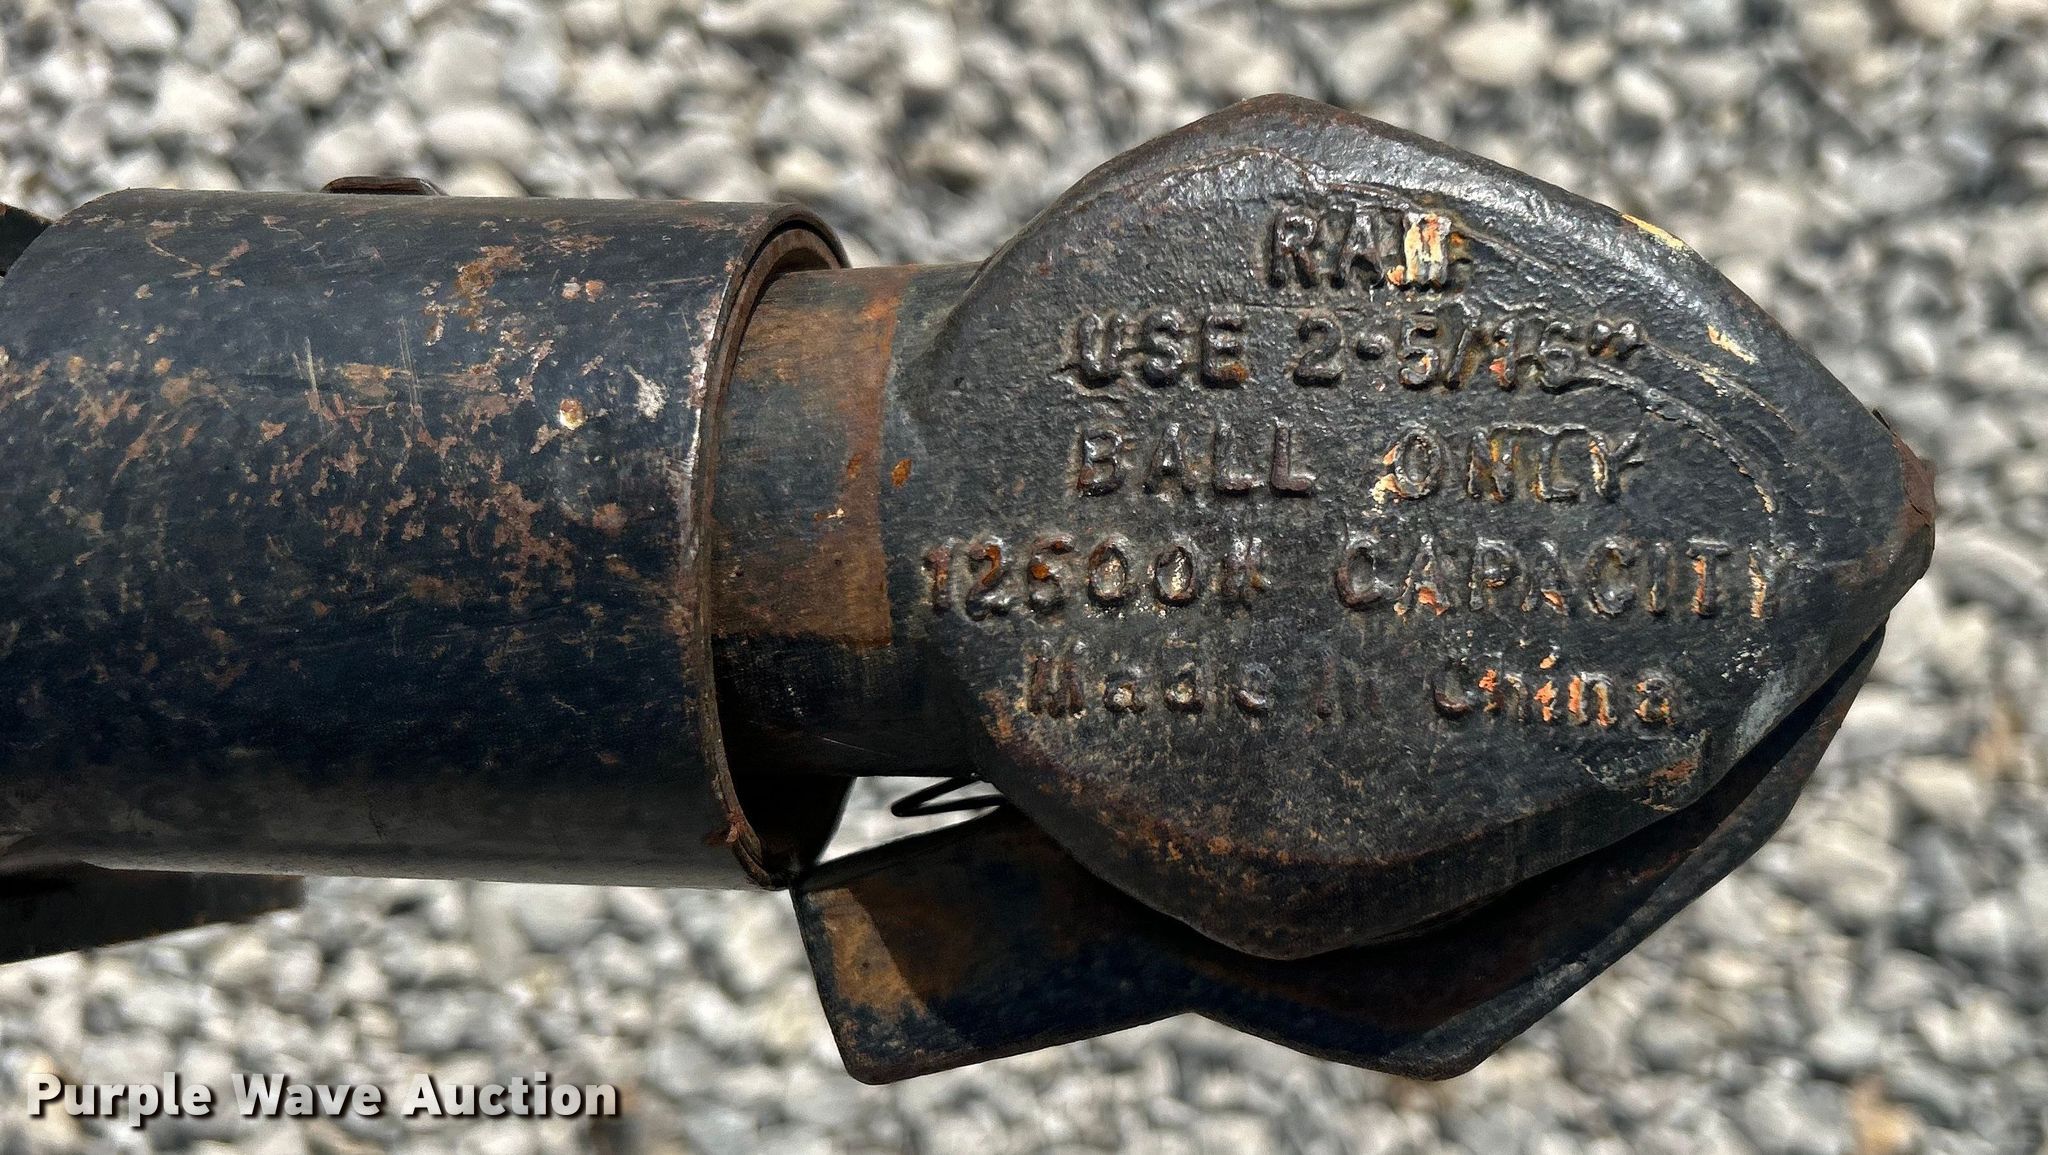 RAM
USE 2-5/16"
BALL ONLY
12500# CAPACITY
Made in China
Purple Wave Auction